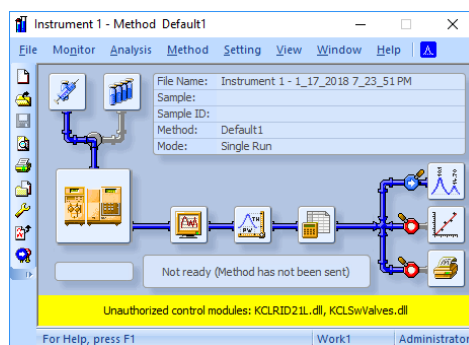 Instrument 1 - Method Default1
File Monitor Analysis Method Setting View Window Help
File Name: Instrument 1 - 1_17_2018 7_23_51 PM
Sample:
Sample ID:
Method: Default1
Mode: Single Run
Not ready (Method has not been sent)
Unauthorized control modules: KCLRID21L.dll, KCLSwValves.dll
For Help, press F1 Work1 Administrator